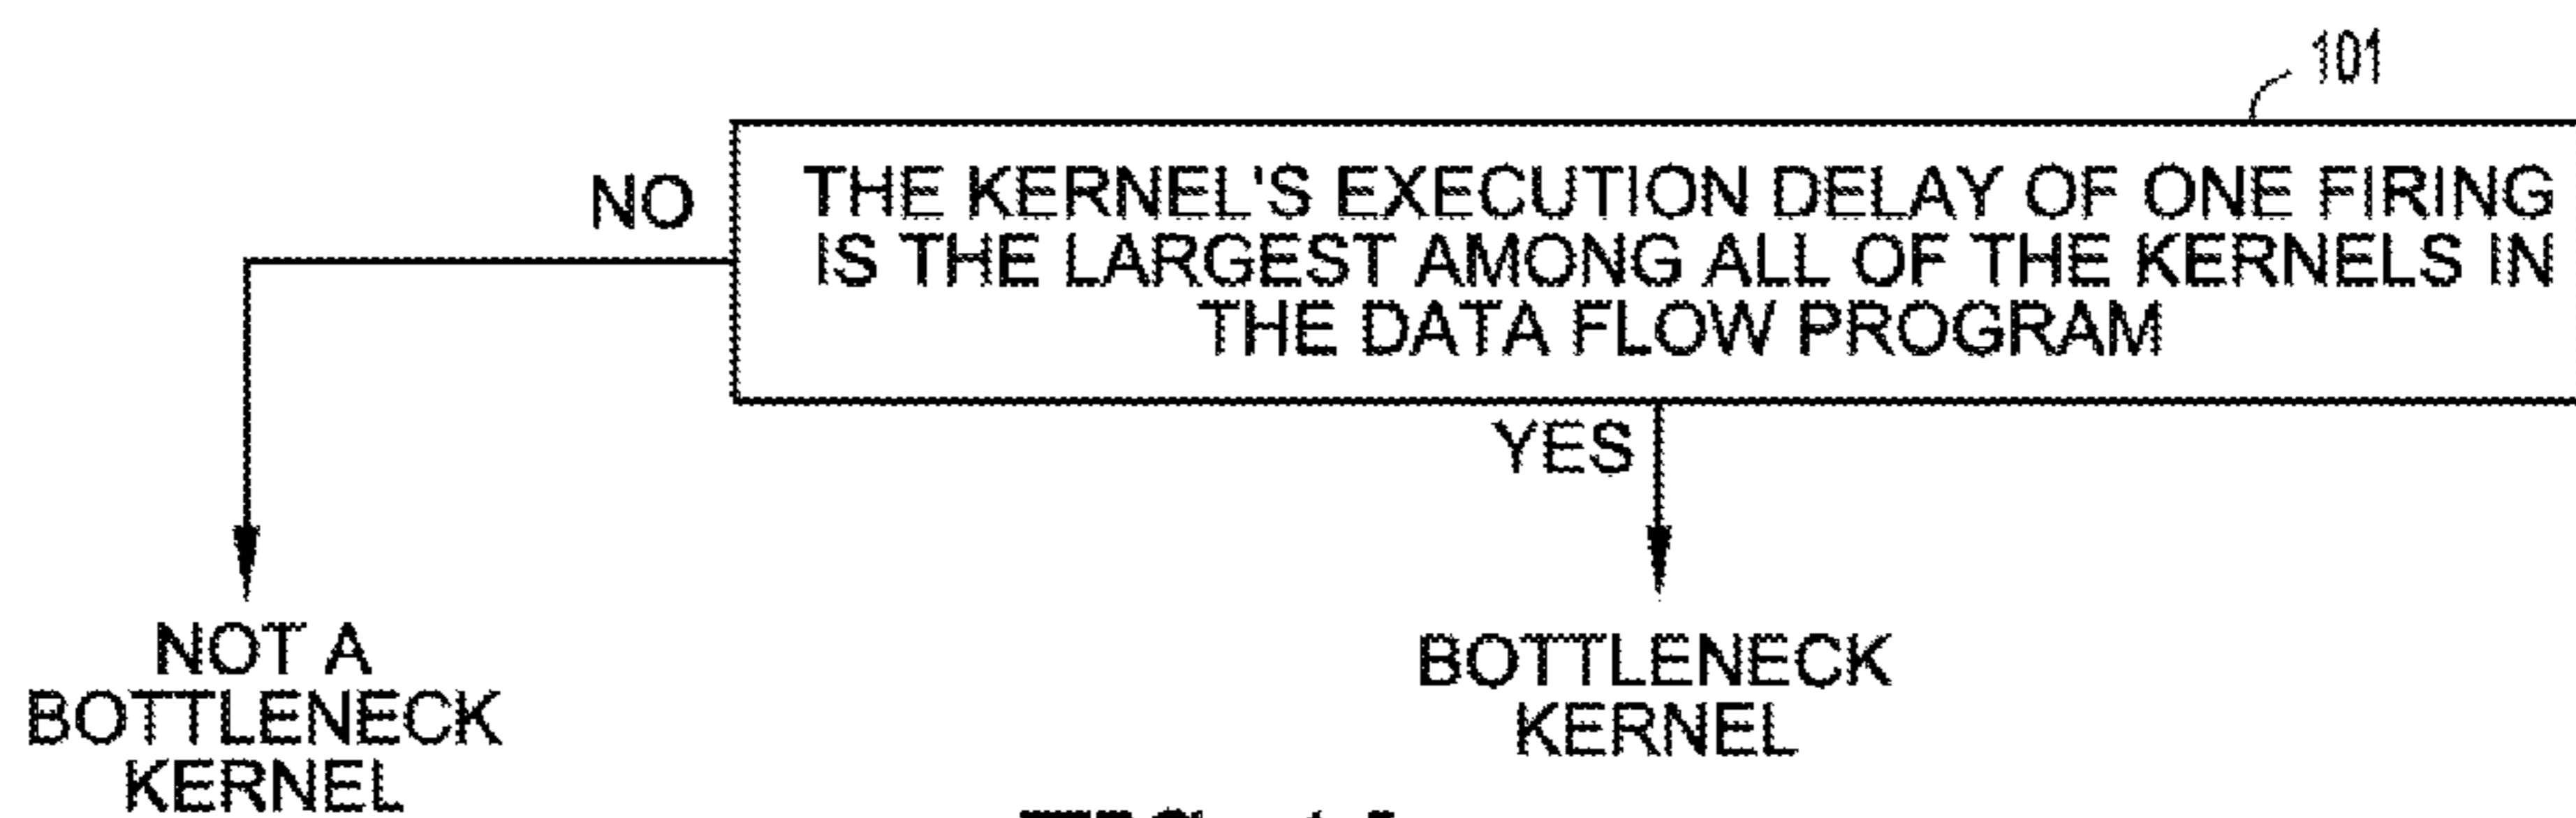 101
NO
THE KERNEL'S EXECUTION DELAY OF ONE FIRING
IS THE LARGEST AMONG ALL OF THE KERNELS IN
THE DATA FLOW PROGRAM
YES
NOT A
BOTTLENECK
KERNEL
BOTTLENECK
KERNEL